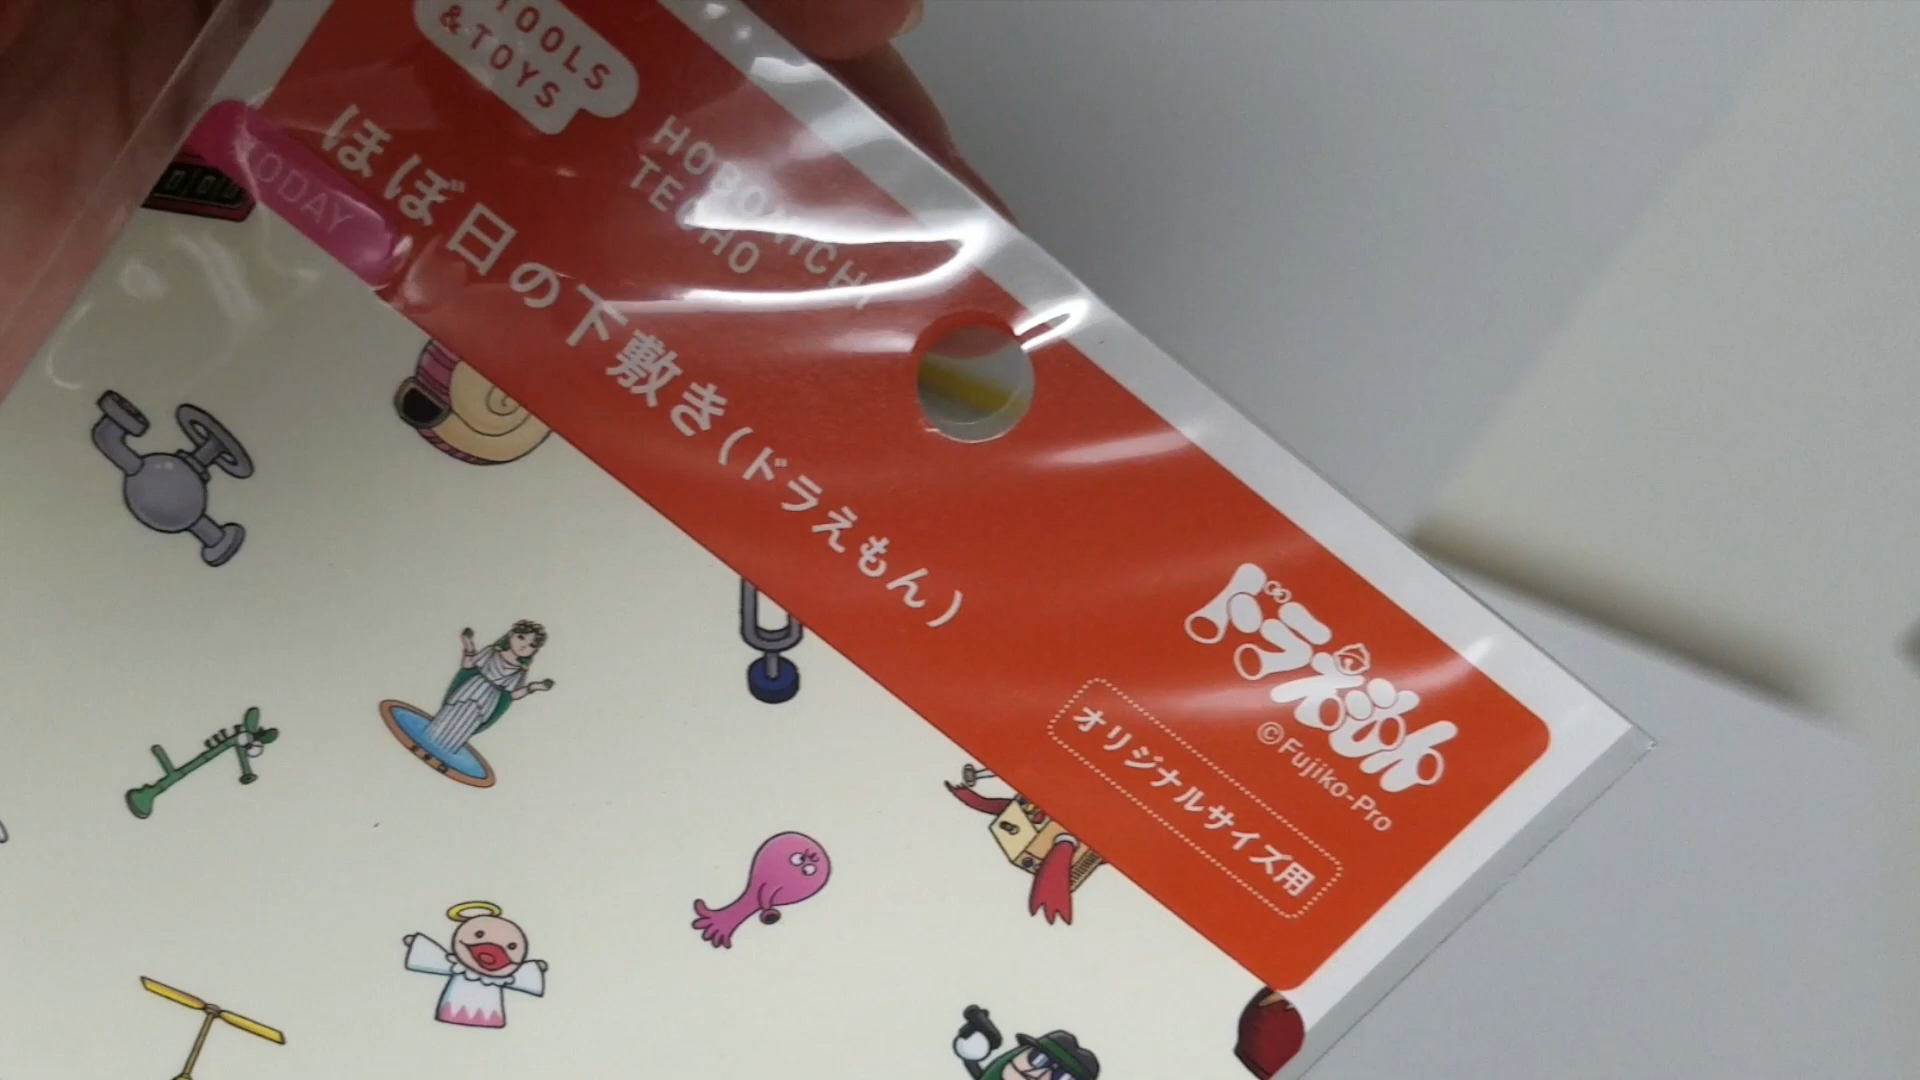 TOOLS
& TOYS
HOBONICHI
TECHO
TODAY
ほぼ日の下敷き(ドラえもん)
ドラえもん
©Fujiko-Pro
オリジナルサイズ用